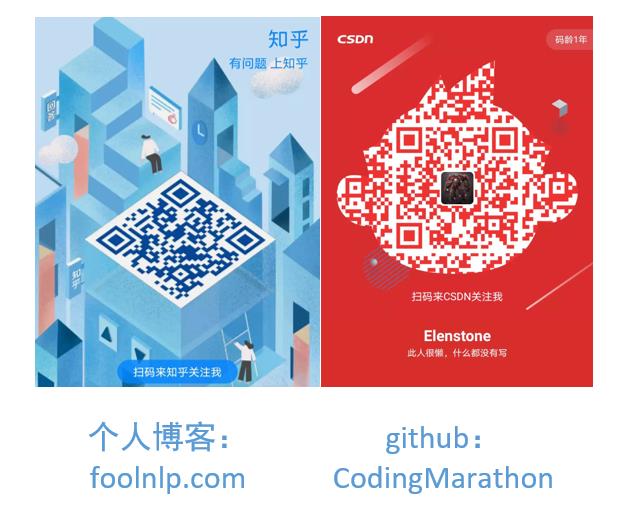 知乎
有问题 上知乎
回答
知乎
扫码来知乎关注我
CSDN
码龄1年
扫码来CSDN关注我
Elenstone
此人很懒，什么都没有写
个人博客：
foolnlp.com
github：
CodingMarathon